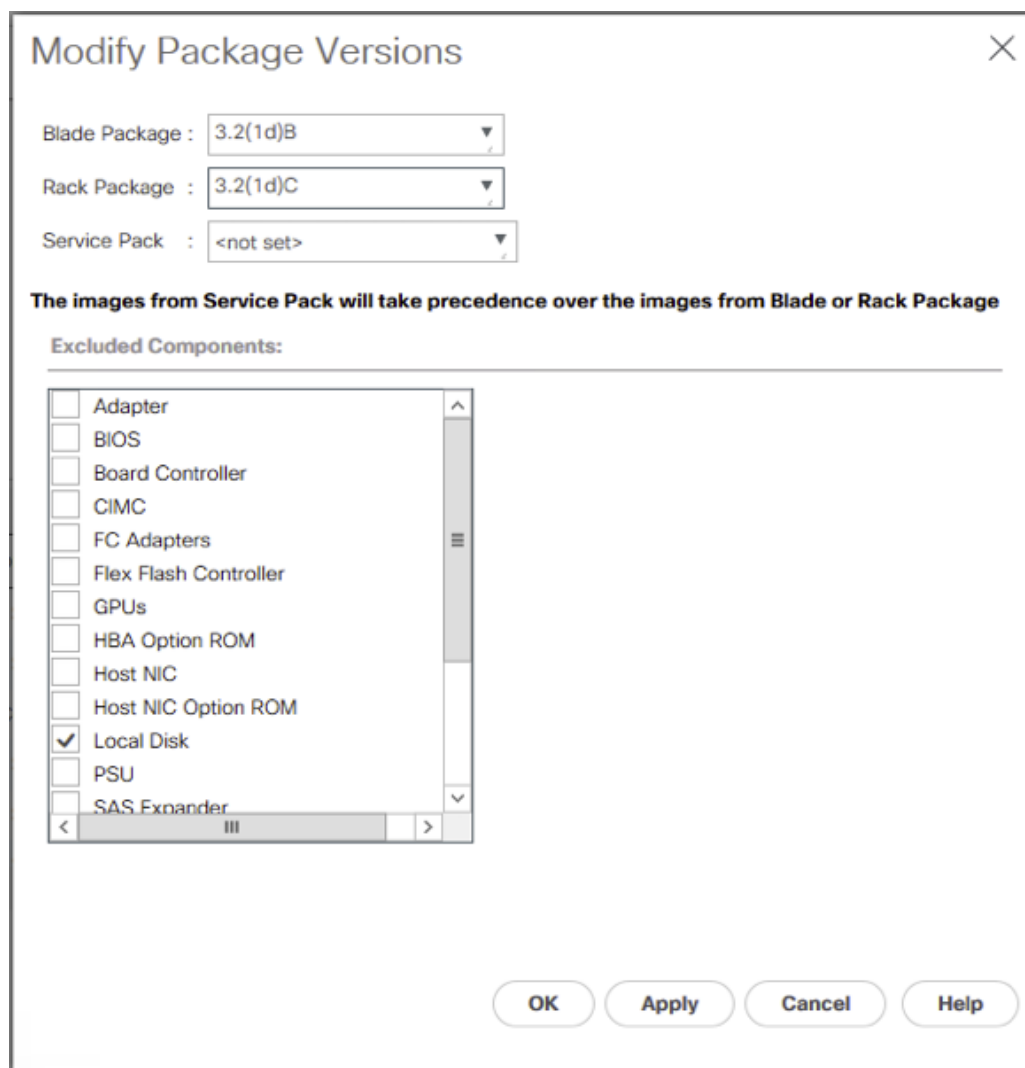 Modify Package Versions
Blade Package : 3.2(1d)B
Rack Package : 3.2(1d)C
Service Pack : <not set>
The images from Service Pack will take precedence over the images from Blade or Rack Package
Excluded Components:
Adapter
BIOS
Board Controller
CIMC
FC Adapters
Flex Flash Controller
GPUs
HBA Option ROM
Host NIC
Host NIC Option ROM
Local Disk
PSU
SAS Expander
OK Apply Cancel Help